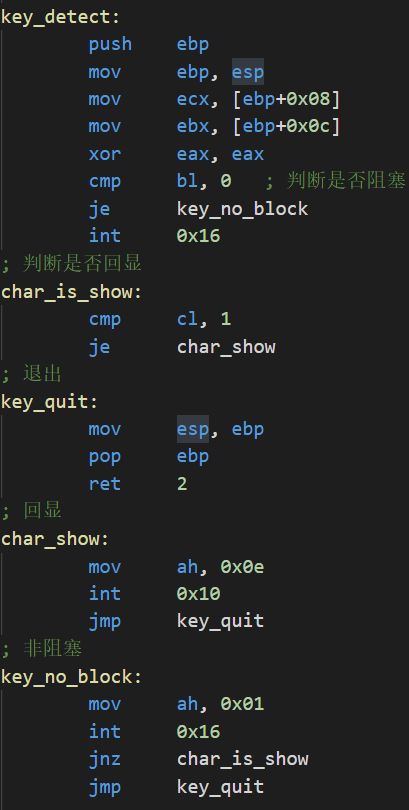 key_detect:
push ebp
mov ebp, esp
mov ecx, [ebp+0x08]
mov ebx, [ebp+0x0c]
xor eax, eax
cmp bl, 0 ; 判断是否阻塞
je key_no_block
int 0x16
; 判断是否回显
char_is_show:
cmp cl, 1
je char_show
; 退出
key_quit:
mov esp, ebp
pop ebp
ret 2
; 回显
char_show:
mov ah, 0x0e
int 0x10
jmp key_quit
; 非阻塞
key_no_block:
mov ah, 0x01
int 0x16
jnz char_is_show
jmp key_quit